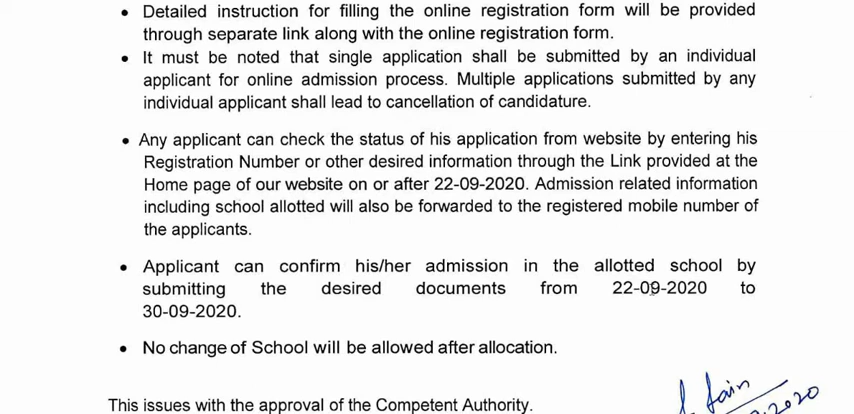 • Detailed instruction for filling the online registration form will be provided
through separate link along with the online registration form.
• It must be noted that single application shall be submitted by an individual
applicant for online admission process. Multiple applications submitted by any
individual applicant shall lead to cancellation of candidature.
• Any applicant can check the status of his application from website by entering his
Registration Number or other desired information through the Link provided at the
Home page of our website on or after 22-09-2020. Admission related information
including school allotted will also be forwarded to the registered mobile number of
the applicants.
• Applicant can confirm his/her admission in the allotted school by
submitting the desired documents from 22-09-2020 to
30-09-2020.
• No change of School will be allowed after allocation.
This issues with the approval of the Competent Authority.